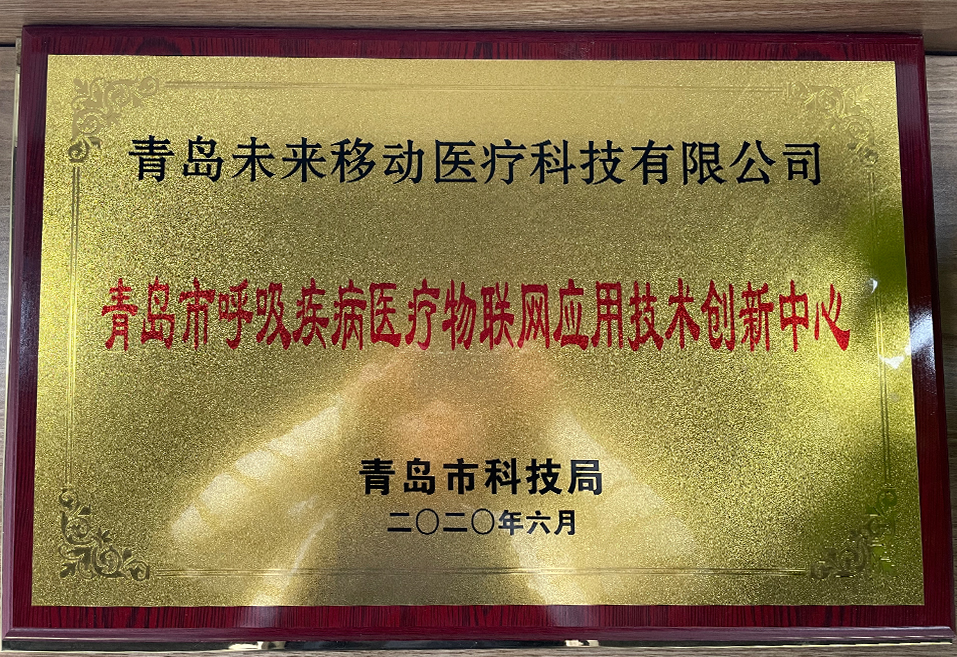 青岛未来移动医疗科技有限公司
青岛市呼吸疾病医疗物联网应用技术创新中心
青岛市科技局
二〇二〇年六月